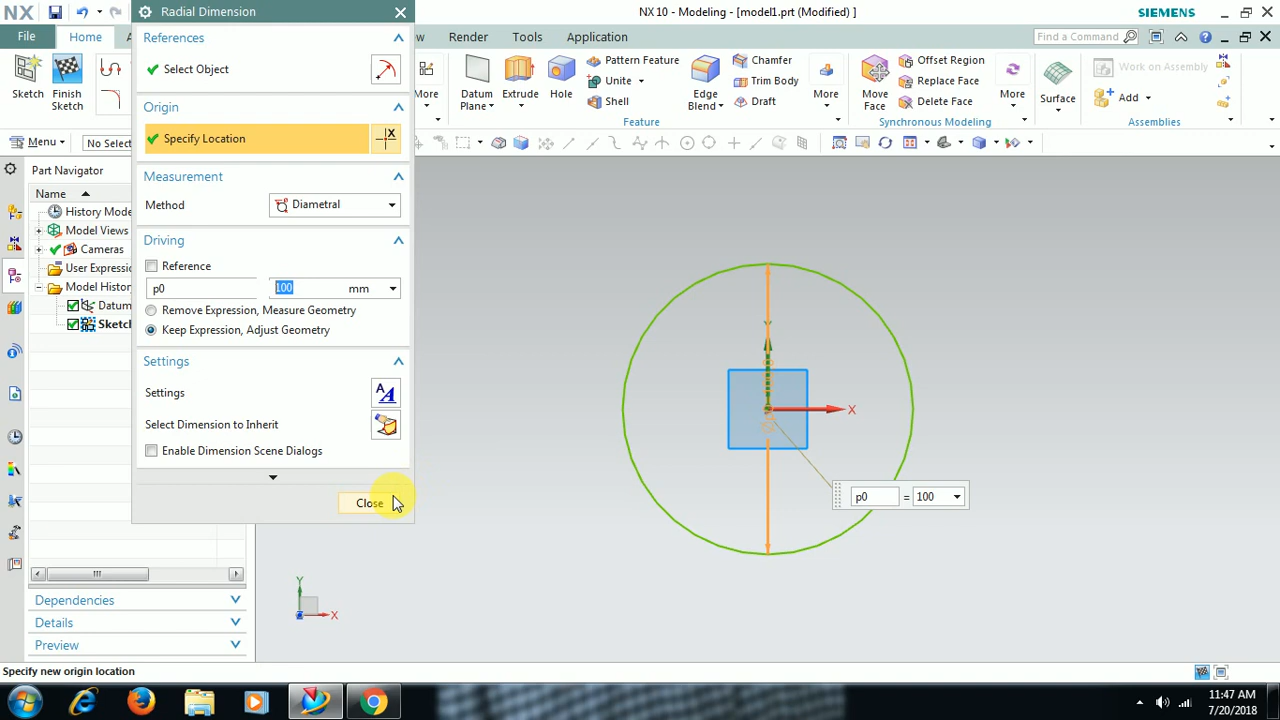 NX
Radial Dimension
NX 10 - Modeling - [model1.prt (Modified) ]
SIEMENS
File
Home
Render
Tools
Application
Find a Command
References
Select Object
Origin
Specify Location
Measurement
Method
Diametral
Driving
Reference
p0
100
mm
Remove Expression, Measure Geometry
Keep Expression, Adjust Geometry
Settings
Settings
Select Dimension to Inherit
Enable Dimension Scene Dialogs
Close
Sketch
Finish
Sketch
More
Datum
Plane
Extrude
Hole
Pattern Feature
Unite
Shell
Edge
Blend
Chamfer
Trim Body
Draft
More
Feature
Move
Face
Offset Region
Replace Face
Delete Face
More
Synchronous Modeling
Surface
Work on Assembly
Add
Assemblies
Menu
No Selec
Part Navigator
Name
History Mode
Model Views
Cameras
User Expressi
Model Histor
Datum
Sketch
Dependencies
Details
Preview
Y
X
Y
X
p0 = 100
Specify new origin location
11:47 AM
7/20/2018